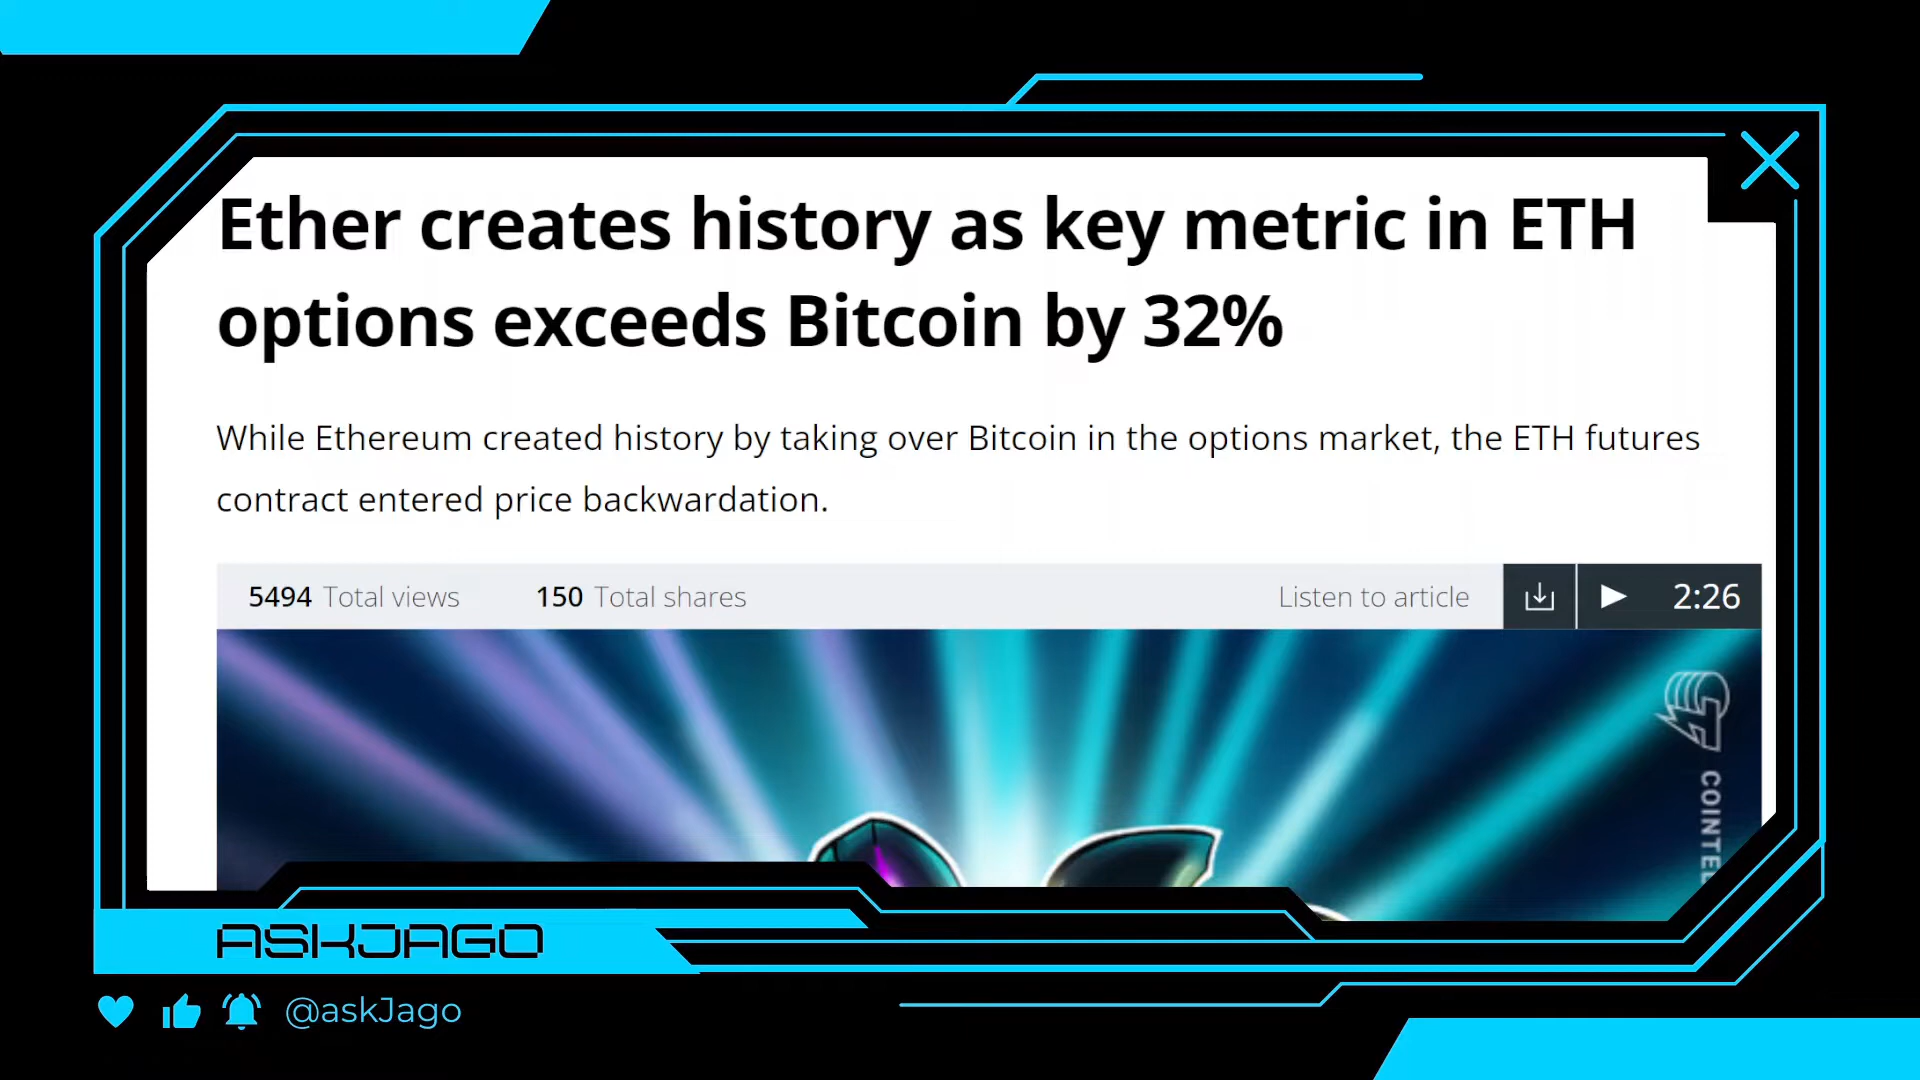 Ether creates history as key metric in ETH
options exceeds Bitcoin by 32%
While Ethereum created history by taking over Bitcoin in the options market, the ETH futures
contract entered price backwardation.
5494 Total views 150 Total shares Listen to article 2:26
COINTEL
ASKJAGO
@askJago